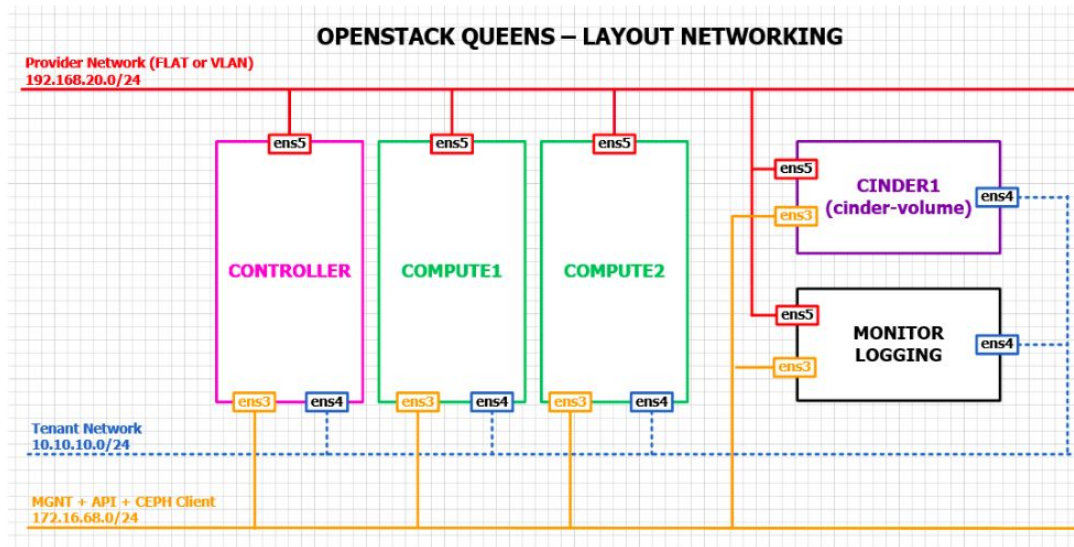 OPENSTACK QUEENS – LAYOUT NETWORKING
Provider Network (FLAT or VLAN)
192.168.20.0/24
ens5
ens5
ens5
CONTROLLER
COMPUTE1
COMPUTE2
ens3
ens4
ens3
ens4
ens3
ens4
ens5
CINDER1
(cinder-volume)
ens4
ens3
ens5
MONITOR
LOGGING
ens4
ens3
Tenant Network
10.10.10.0/24
MGNT + API + CEPH Client
172.16.68.0/24